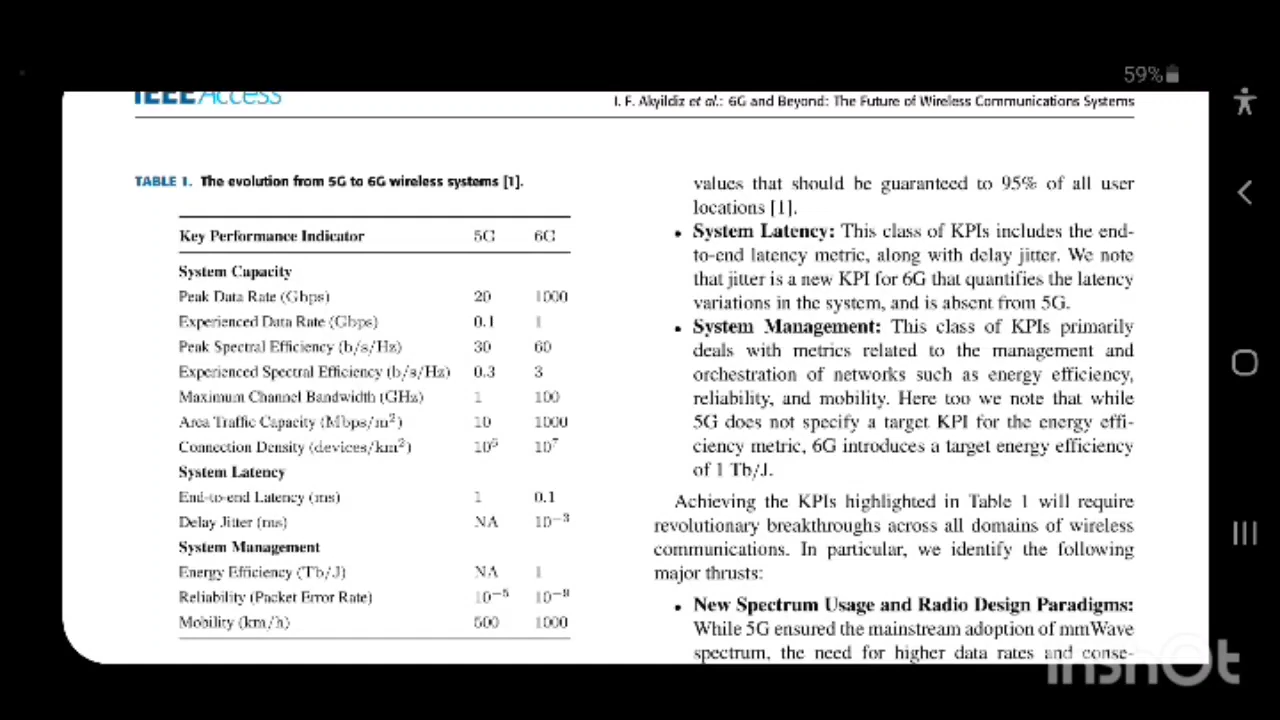 59%
IEEE Access
I. F. Akyildiz et al.: 6G and Beyond: The Future of Wireless Communications Systems
TABLE 1. The evolution from 5G to 6G wireless systems [1].
Key Performance Indicator 5G 6G
System Capacity
Peak Data Rate (Gbps) 20 1000
Experienced Data Rate (Gbps) 0.1 1
Peak Spectral Efficiency (b/s/Hz) 30 60
Experienced Spectral Efficiency (b/s/Hz) 0.3 3
Maximum Channel Bandwidth (GHz) 1 100
Area Traffic Capacity (Mbps/m²) 10 1000
Connection Density (devices/km²) 10⁶ 10⁷
System Latency
End-to-end Latency (ms) 1 0.1
Delay Jitter (ms) NA 10⁻³
System Management
Energy Efficiency (Tb/J) NA 1
Reliability (Packet Error Rate) 10⁻⁵ 10⁻⁹
Mobility (km/h) 500 1000
values that should be guaranteed to 95% of all user
locations [1].
• System Latency: This class of KPIs includes the end-
to-end latency metric, along with delay jitter. We note
that jitter is a new KPI for 6G that quantifies the latency
variations in the system, and is absent from 5G.
• System Management: This class of KPIs primarily
deals with metrics related to the management and
orchestration of networks such as energy efficiency,
reliability, and mobility. Here too we note that while
5G does not specify a target KPI for the energy effi-
ciency metric, 6G introduces a target energy efficiency
of 1 Tb/J.
Achieving the KPIs highlighted in Table 1 will require
revolutionary breakthroughs across all domains of wireless
communications. In particular, we identify the following
major thrusts:
• New Spectrum Usage and Radio Design Paradigms:
While 5G ensured the mainstream adoption of mmWave
spectrum, the need for higher data rates and conse-
InShOt